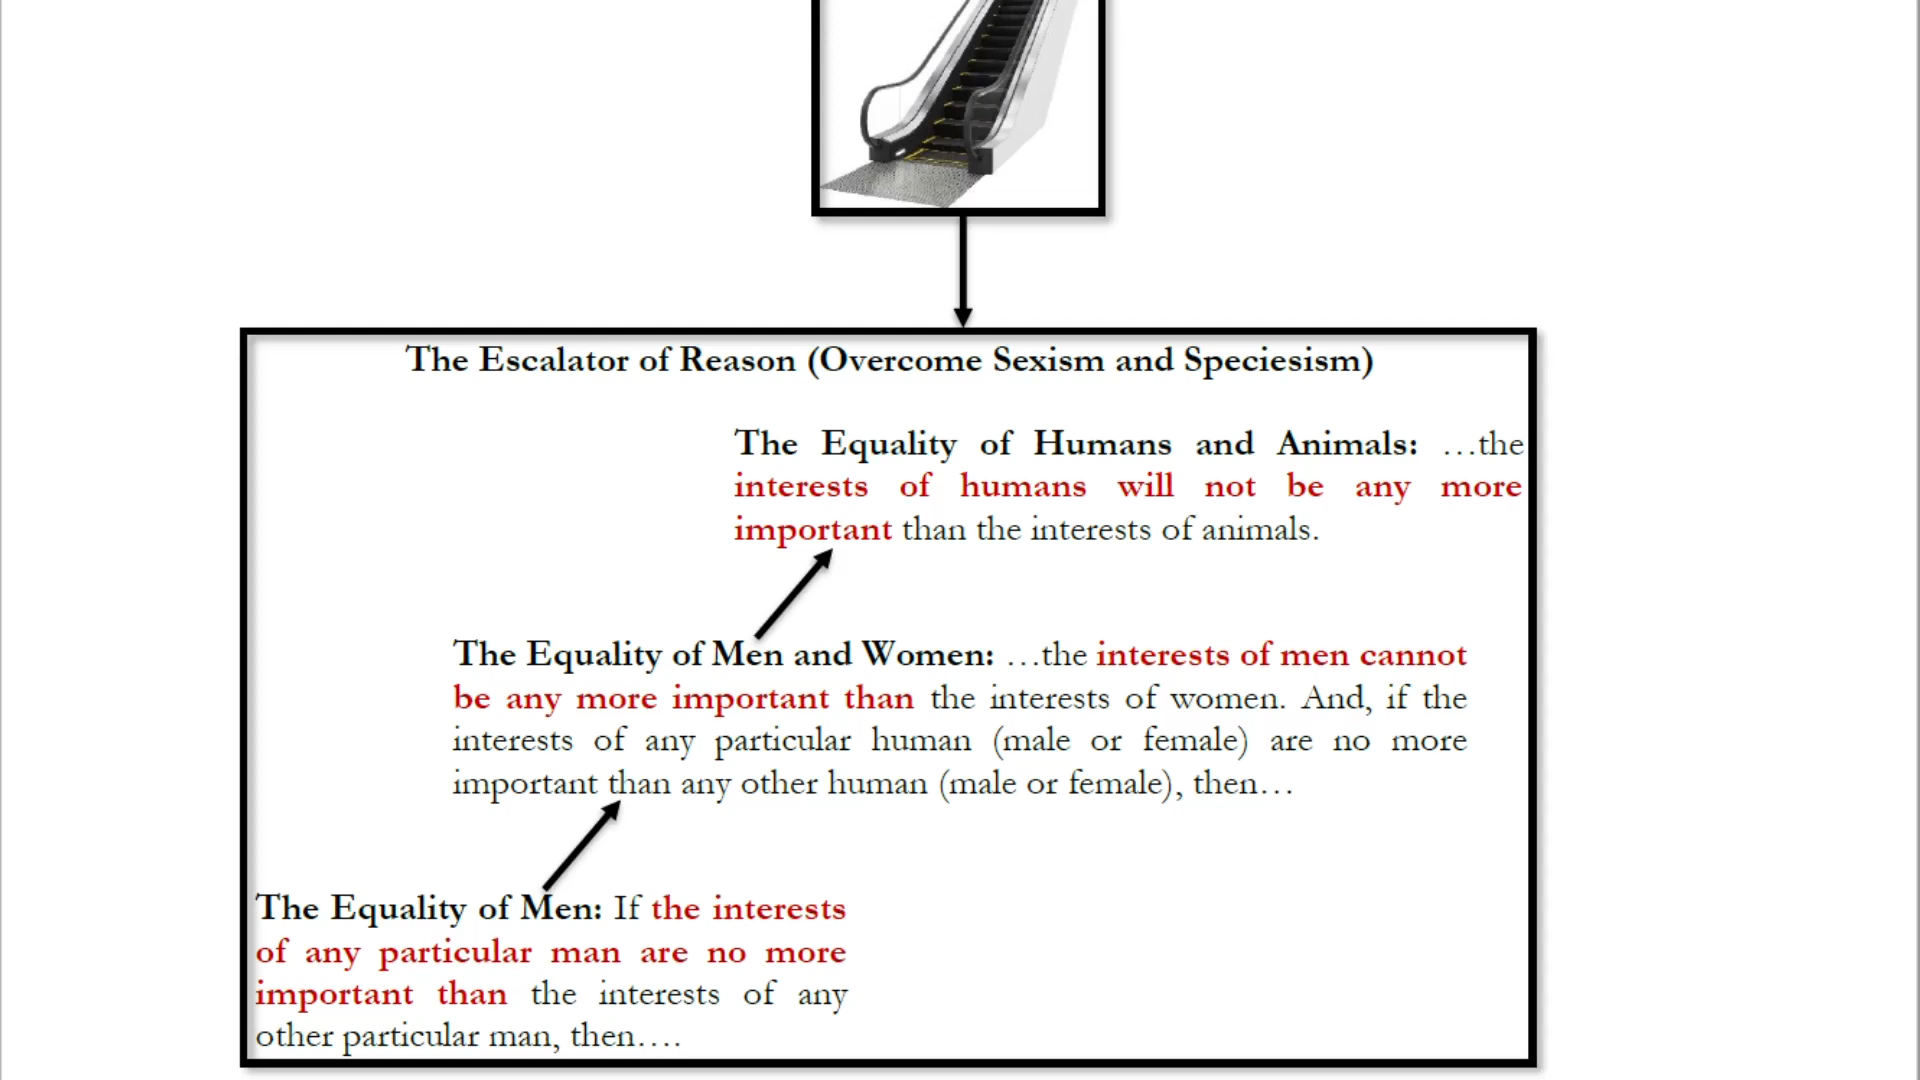 The Escalator of Reason (Overcome Sexism and Speciesism)
The Equality of Humans and Animals: …the
interests of humans will not be any more
important than the interests of animals.
The Equality of Men and Women: …the interests of men cannot
be any more important than the interests of women. And, if the
interests of any particular human (male or female) are no more
important than any other human (male or female), then…
The Equality of Men: If the interests
of any particular man are no more
important than the interests of any
other particular man, then….